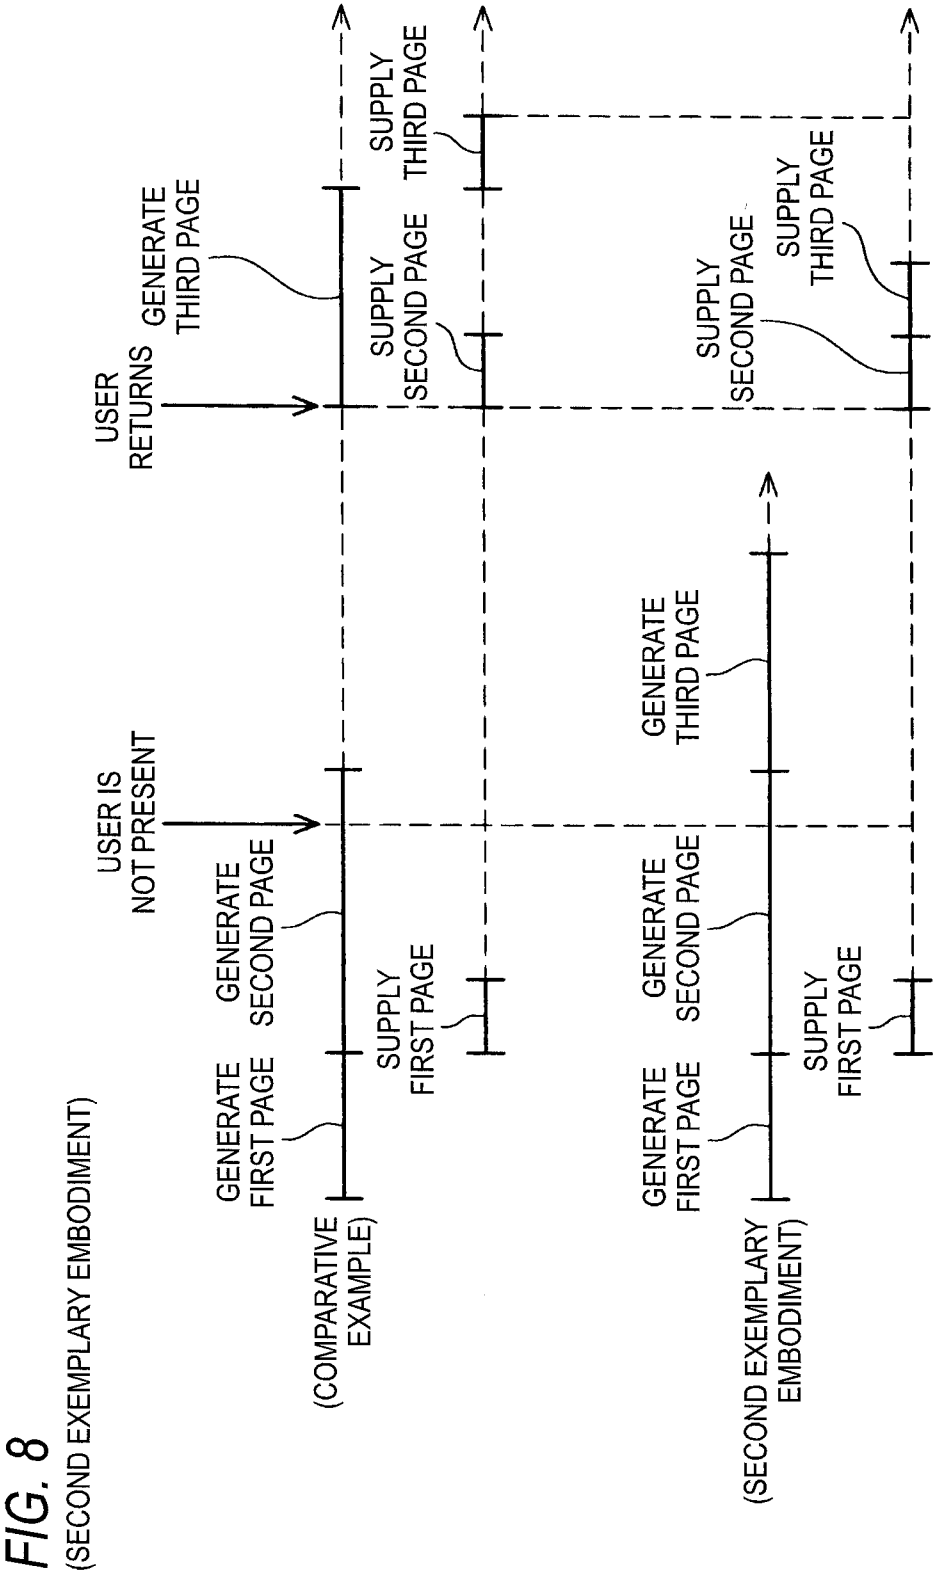 FIG. 8
(SECOND EXEMPLARY EMBODIMENT)
USER IS
NOT PRESENT
USER
RETURNS
GENERATE
FIRST PAGE
GENERATE
SECOND PAGE
GENERATE
THIRD PAGE
(COMPARATIVE
EXAMPLE)
SUPPLY
FIRST PAGE
SUPPLY
SECOND PAGE
SUPPLY
THIRD PAGE
GENERATE
FIRST PAGE
GENERATE
SECOND PAGE
GENERATE
THIRD PAGE
(SECOND EXEMPLARY
EMBODIMENT)
SUPPLY
FIRST PAGE
SUPPLY
SECOND PAGE
SUPPLY
THIRD PAGE